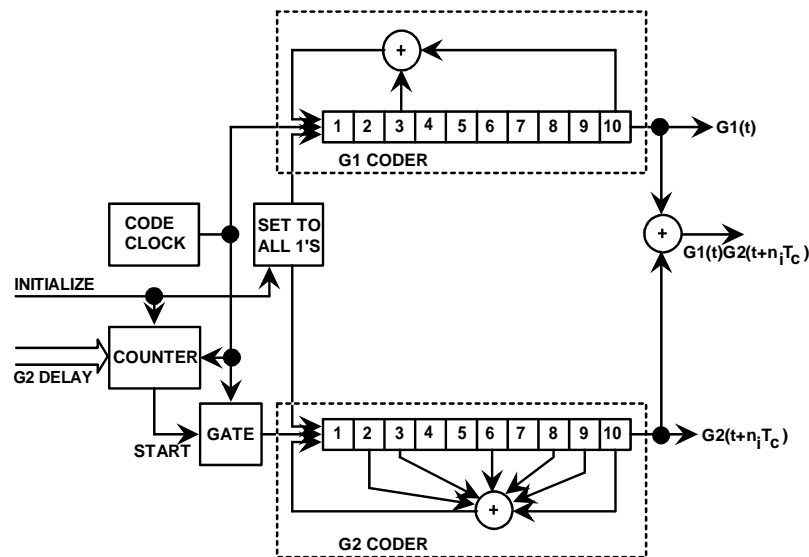 +
1 2 3 4 5 6 7 8 9 10
G1(t)
G1 CODER
CODE
CLOCK
SET TO
ALL 1'S
+
G1(t)G2(t+n_iT_c)
INITIALIZE
COUNTER
G2 DELAY
START
GATE
1 2 3 4 5 6 7 8 9 10
G2(t+n_iT_c)
+
G2 CODER